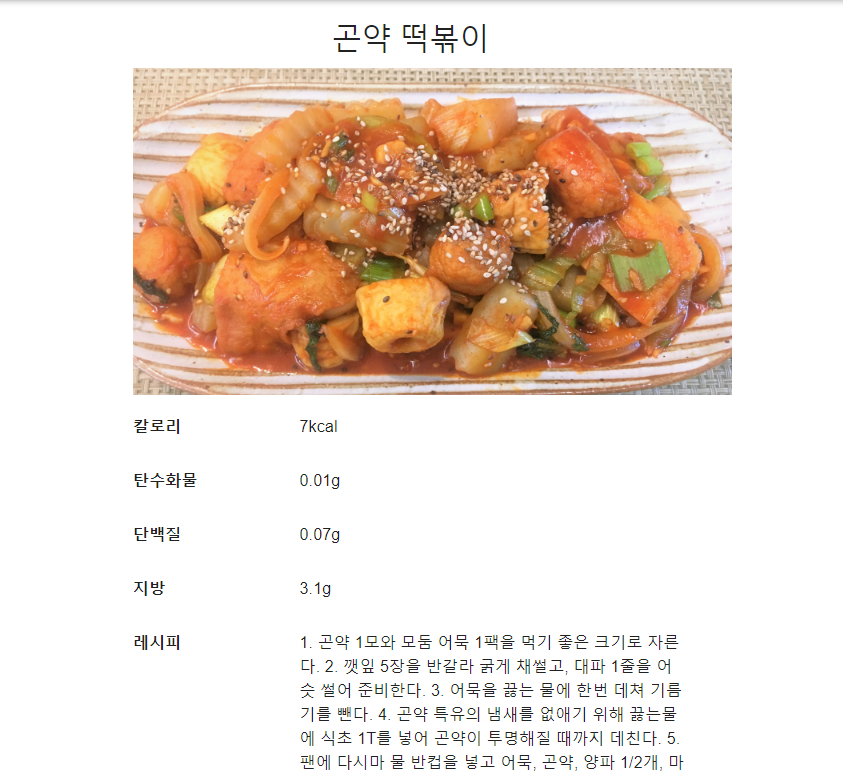 곤약 떡볶이
칼로리 7kcal
탄수화물 0.01g
단백질 0.07g
지방 3.1g
레시피 1. 곤약 1모와 모둠 어묵 1팩을 먹기 좋은 크기로 자른
다. 2. 깻잎 5장을 반갈라 굵게 채썰고, 대파 1줄을 어
슷 썰어 준비한다. 3. 어묵을 끓는 물에 한번 데쳐 기름
기를 뺀다. 4. 곤약 특유의 냄새를 없애기 위해 끓는물
에 식초 1T를 넣어 곤약이 투명해질 때까지 데친다. 5.
팬에 다시마 물 반컵을 넣고 어묵, 곤약, 양파 1/2개, 마